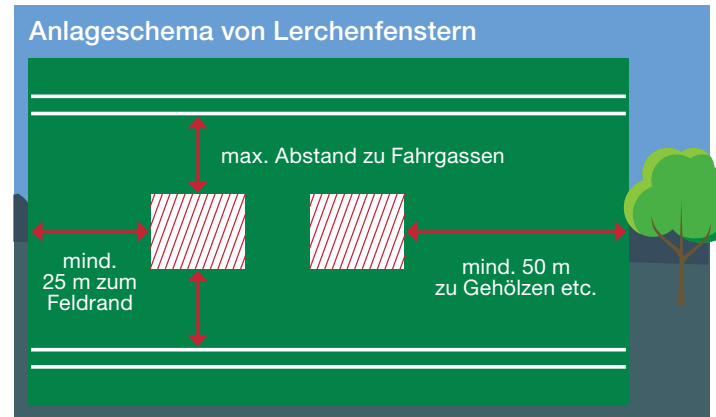 Anlageschema von Lerchenfenstern
max. Abstand zu Fahrgassen
mind.
25 m zum
Feldrand
mind. 50 m
zu Gehölzen etc.